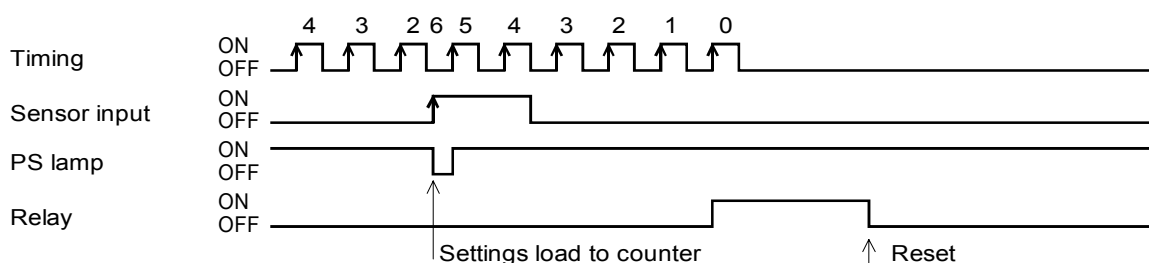 4 3 2 6 5 4 3 2 1 0
Timing ON
OFF
Sensor input ON
OFF
PS lamp ON
OFF
Relay ON
OFF
Settings load to counter Reset